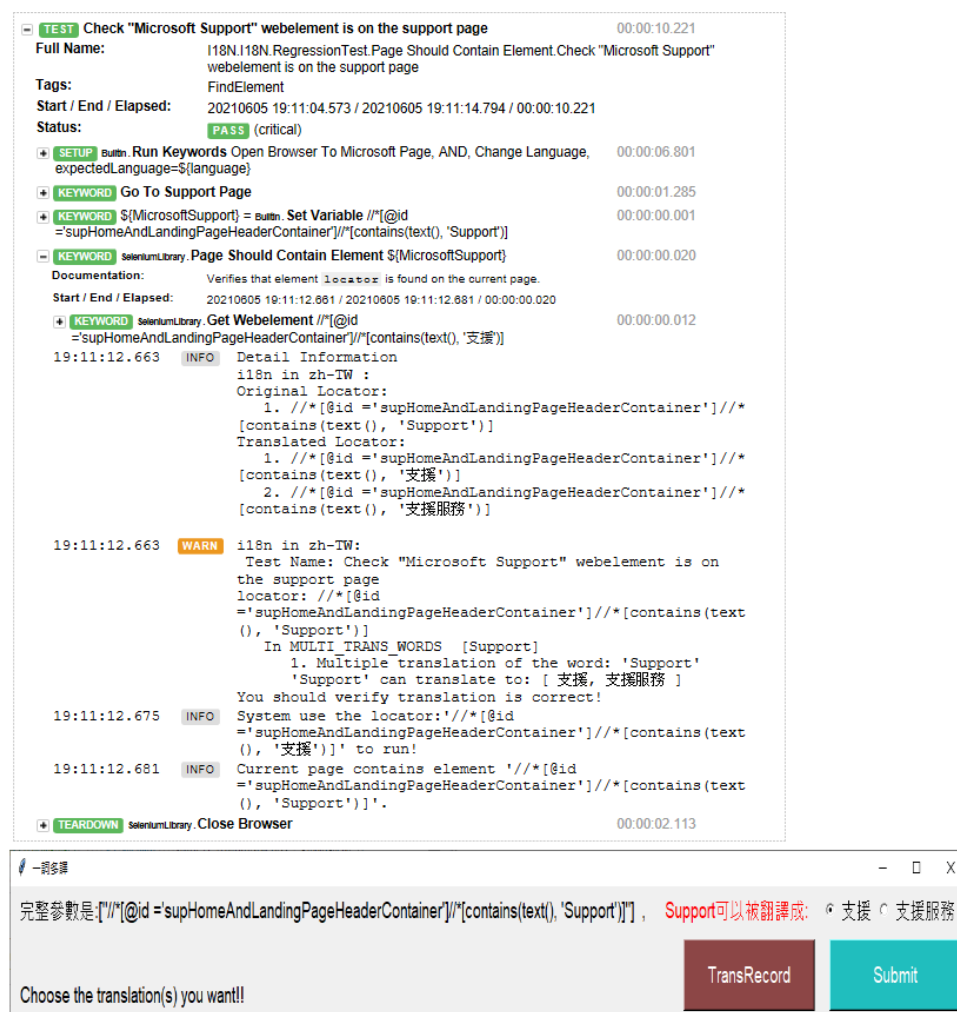 TEST Check "Microsoft Support" webelement is on the support page 00:00:10.221
Full Name: I18N.I18N.RegressionTest.Page Should Contain Element.Check "Microsoft Support"
webelement is on the support page
Tags: FindElement
Start / End / Elapsed: 20210605 19:11:04.573 / 20210605 19:11:14.794 / 00:00:10.221
Status: PASS (critical)
SETUP BuiltIn. Run Keywords Open Browser To Microsoft Page, AND, Change Language, 00:00:06.801
expectedLanguage=${language}
KEYWORD Go To Support Page 00:00:01.285
KEYWORD ${MicrosoftSupport} = BuiltIn. Set Variable //*[@id 00:00:00.001
='supHomeAndLandingPageHeaderContainer']//*[contains(text(), 'Support')]
KEYWORD SeleniumLibrary. Page Should Contain Element ${MicrosoftSupport} 00:00:00.020
Documentation: Verifies that element locator is found on the current page.
Start / End / Elapsed: 20210605 19:11:12.661 / 20210605 19:11:12.681 / 00:00:00.020
KEYWORD SeleniumLibrary. Get Webelement //*[@id 00:00:00.012
='supHomeAndLandingPageHeaderContainer']//*[contains(text(), '支援')]
19:11:12.663 INFO Detail Information
i18n in zh-TW :
Original Locator:
1. //*[@id ='supHomeAndLandingPageHeaderContainer']//*
[contains(text(), 'Support')]
Translated Locator:
1. //*[@id ='supHomeAndLandingPageHeaderContainer']//*
[contains(text(), '支援')]
2. //*[@id ='supHomeAndLandingPageHeaderContainer']//*
[contains(text(), '支援服務')]
19:11:12.663 WARN i18n in zh-TW:
Test Name: Check "Microsoft Support" webelement is on
the support page
locator: //*[@id
='supHomeAndLandingPageHeaderContainer']//*[contains(text
(), 'Support')]
In MULTI_TRANS_WORDS [Support]
1. Multiple translation of the word: 'Support'
'Support' can translate to: [ 支援, 支援服務 ]
You should verify translation is correct!
19:11:12.675 INFO System use the locator:'//*[@id
='supHomeAndLandingPageHeaderContainer']//*[contains(text
(), '支援')]' to run!
19:11:12.681 INFO Current page contains element '//*[@id
='supHomeAndLandingPageHeaderContainer']//*[contains(text
(), 'Support')]'.
TEARDOWN SeleniumLibrary. Close Browser 00:00:02.113
一詞多譯
完整參數是:["//*[@id ='supHomeAndLandingPageHeaderContainer']//*[contains(text(), 'Support')]"] , Support可以被翻譯成: 支援 支援服務
TransRecord Submit
Choose the translation(s) you want!!